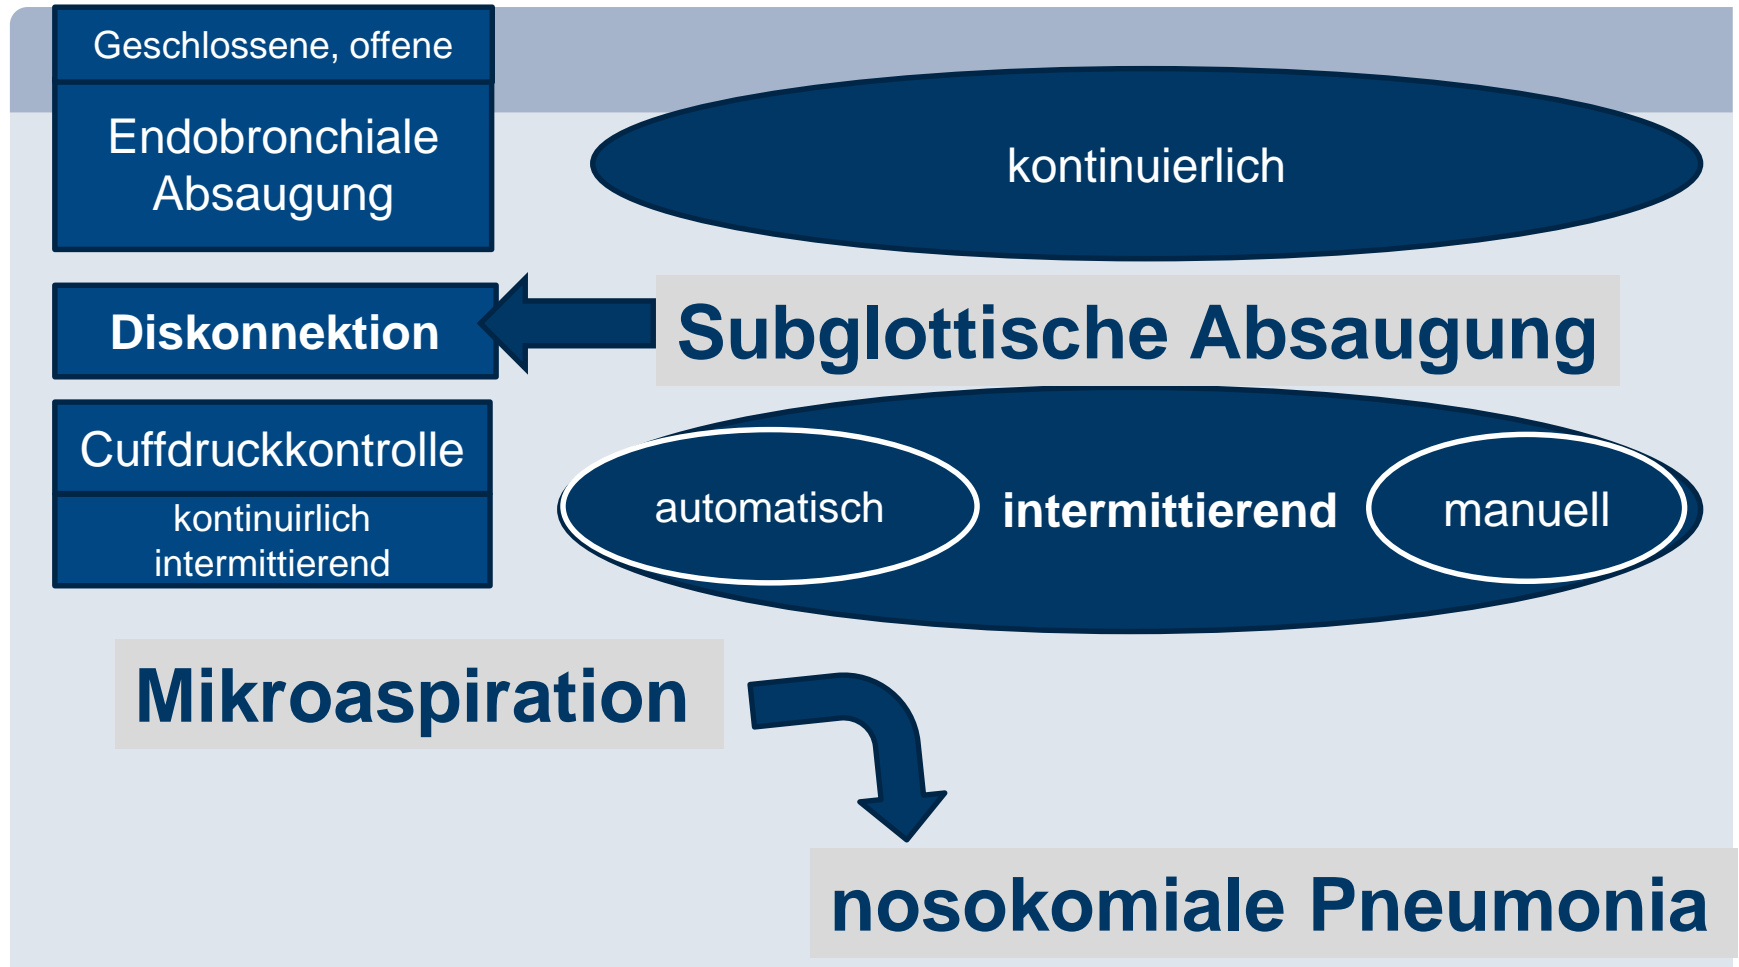 Geschlossene, offene
Endobronchiale
Absaugung
kontinuierlich
Diskonnektion
Subglottische Absaugung
Cuffdruckkontrolle
kontinuirlich
intermittierend
automatisch
intermittierend
manuell
Mikroaspiration
nosokomiale Pneumonia